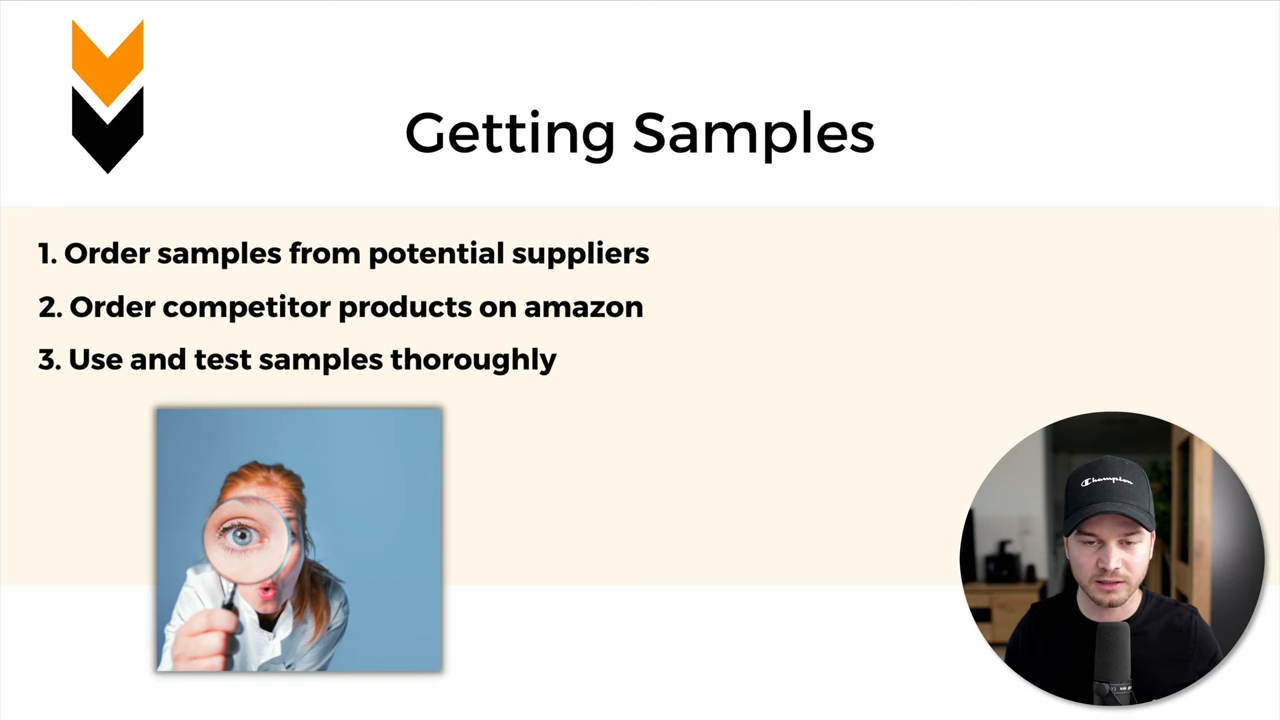 Getting Samples
1. Order samples from potential suppliers
2. Order competitor products on amazon
3. Use and test samples thoroughly
Champion